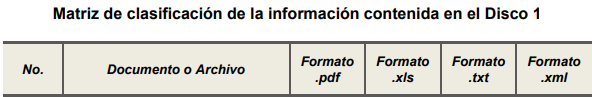 Matriz de clasificación de la información contenida en el Disco 1
No. Documento o Archivo Formato .pdf Formato .xls Formato .txt Formato .xml